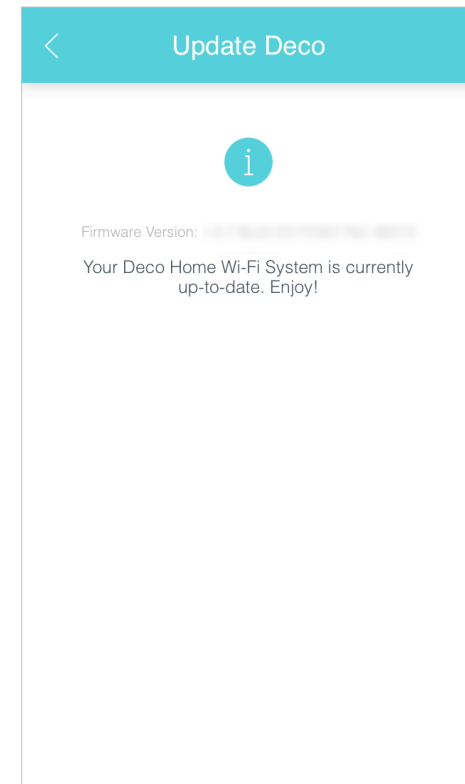 Update Deco
i
Firmware Version:
Your Deco Home Wi-Fi System is currently
up-to-date. Enjoy!